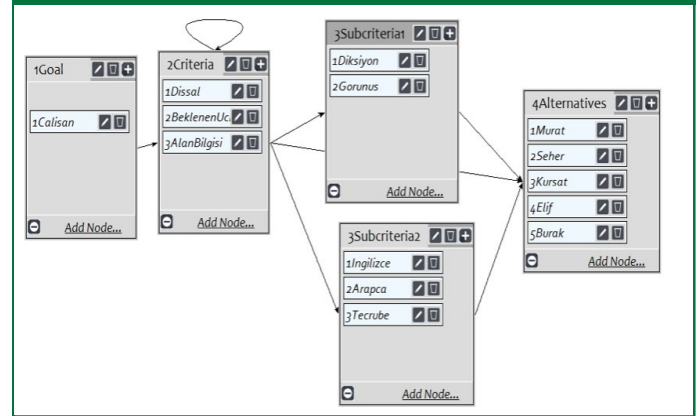 1Goal
1Calisan
Add Node...
2Criteria
1Dissal
2BeklenenUc
3AlanBilgisi
Add Node...
3Subcriteria1
1Diksiyon
2Gorunus
Add Node...
3Subcriteria2
1Ingilizce
2Arapca
3Tecrube
Add Node...
4Alternatives
1Murat
2Seher
3Kursat
4Elif
5Burak
Add Node...